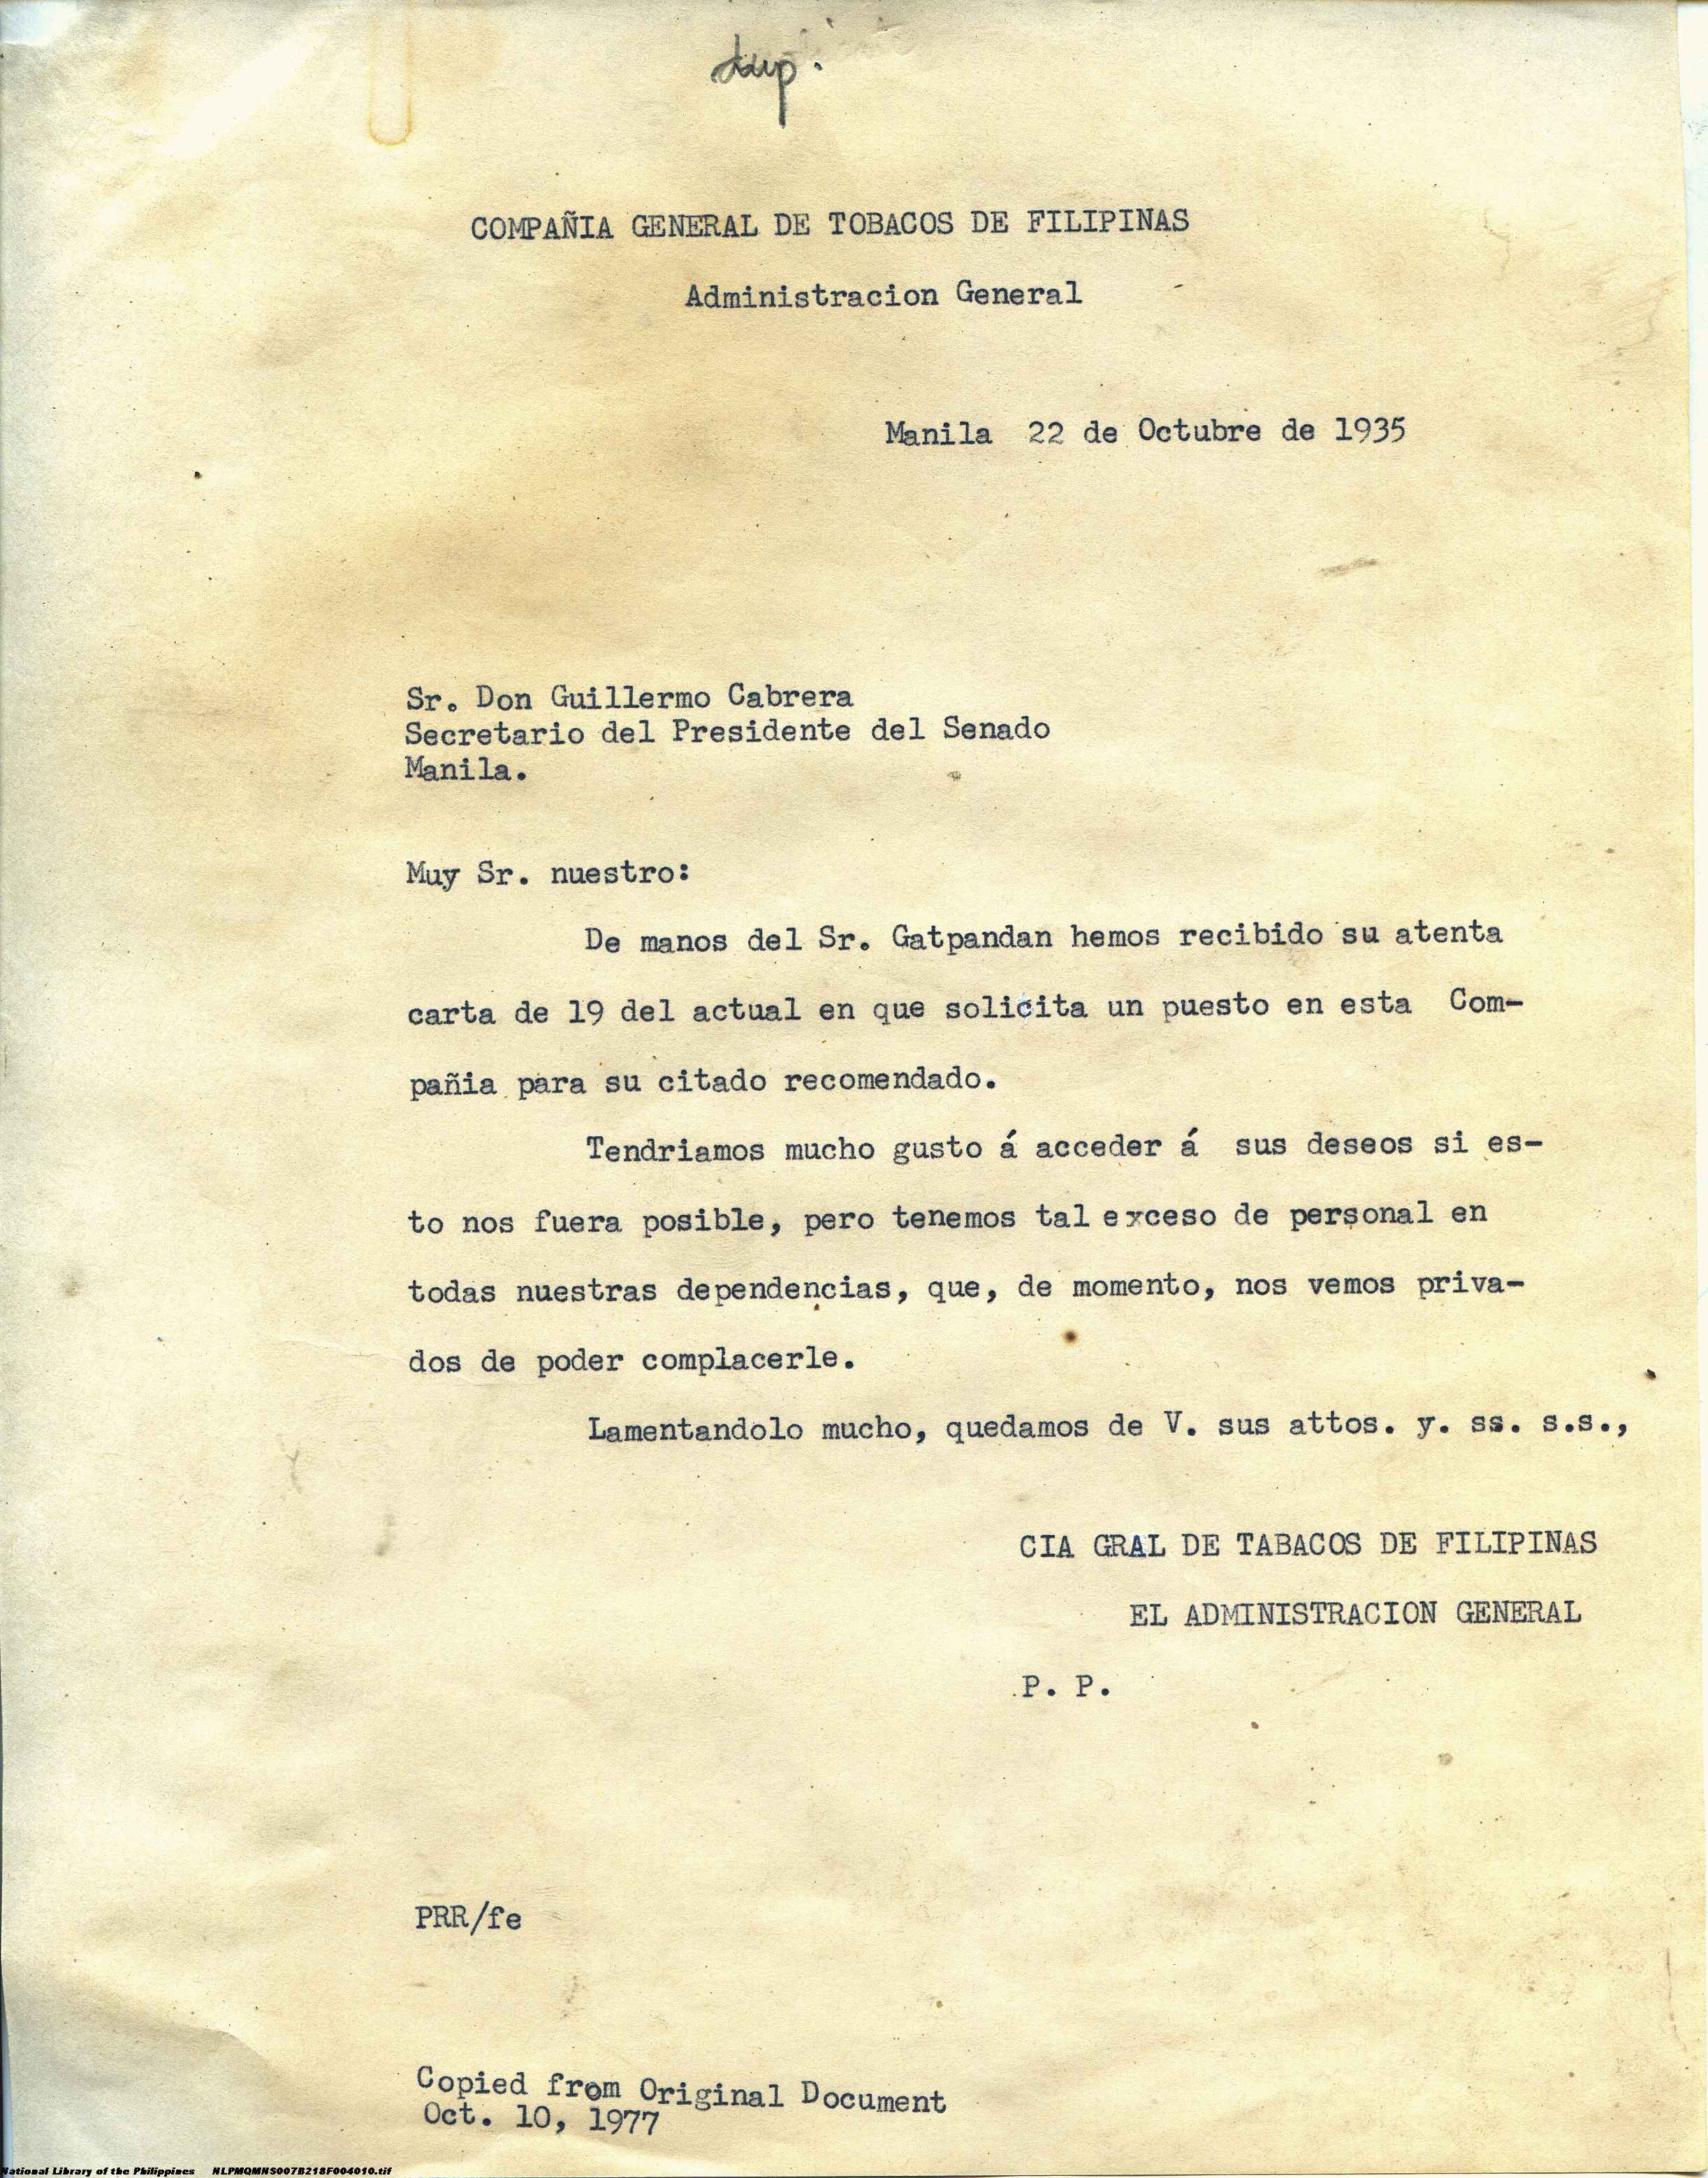 dup.
COMPAÑIA GENERAL DE TOBACOS DE FILIPINAS
Administracion General
Manila 22 de Octubre de 1935
Sr. Don Guillermo Cabrera
Secretario del Presidente del Senado
Manila.
Muy Sr. nuestro:
De manos del Sr. Gatpandan hemos recibido su atenta
carta de 19 del actual en que solicita un puesto en esta Com-
pañia para su citado recomendado.
Tendriamos mucho gusto á acceder á sus deseos si es-
to nos fuera posible, pero tenemos tal exceso de personal en
todas nuestras dependencias, que, de momento, nos vemos priva-
dos de poder complacerle.
Lamentandolo mucho, quedamos de V. sus attos. y. ss. s.s.,
CIA GRAL DE TABACOS DE FILIPINAS
EL ADMINISTRACION GENERAL
P. P.
PRR/fe
Copied from Original Document
Oct. 10, 1977
National Library of the Philippines NLPMQMNS007B218F004010.tif